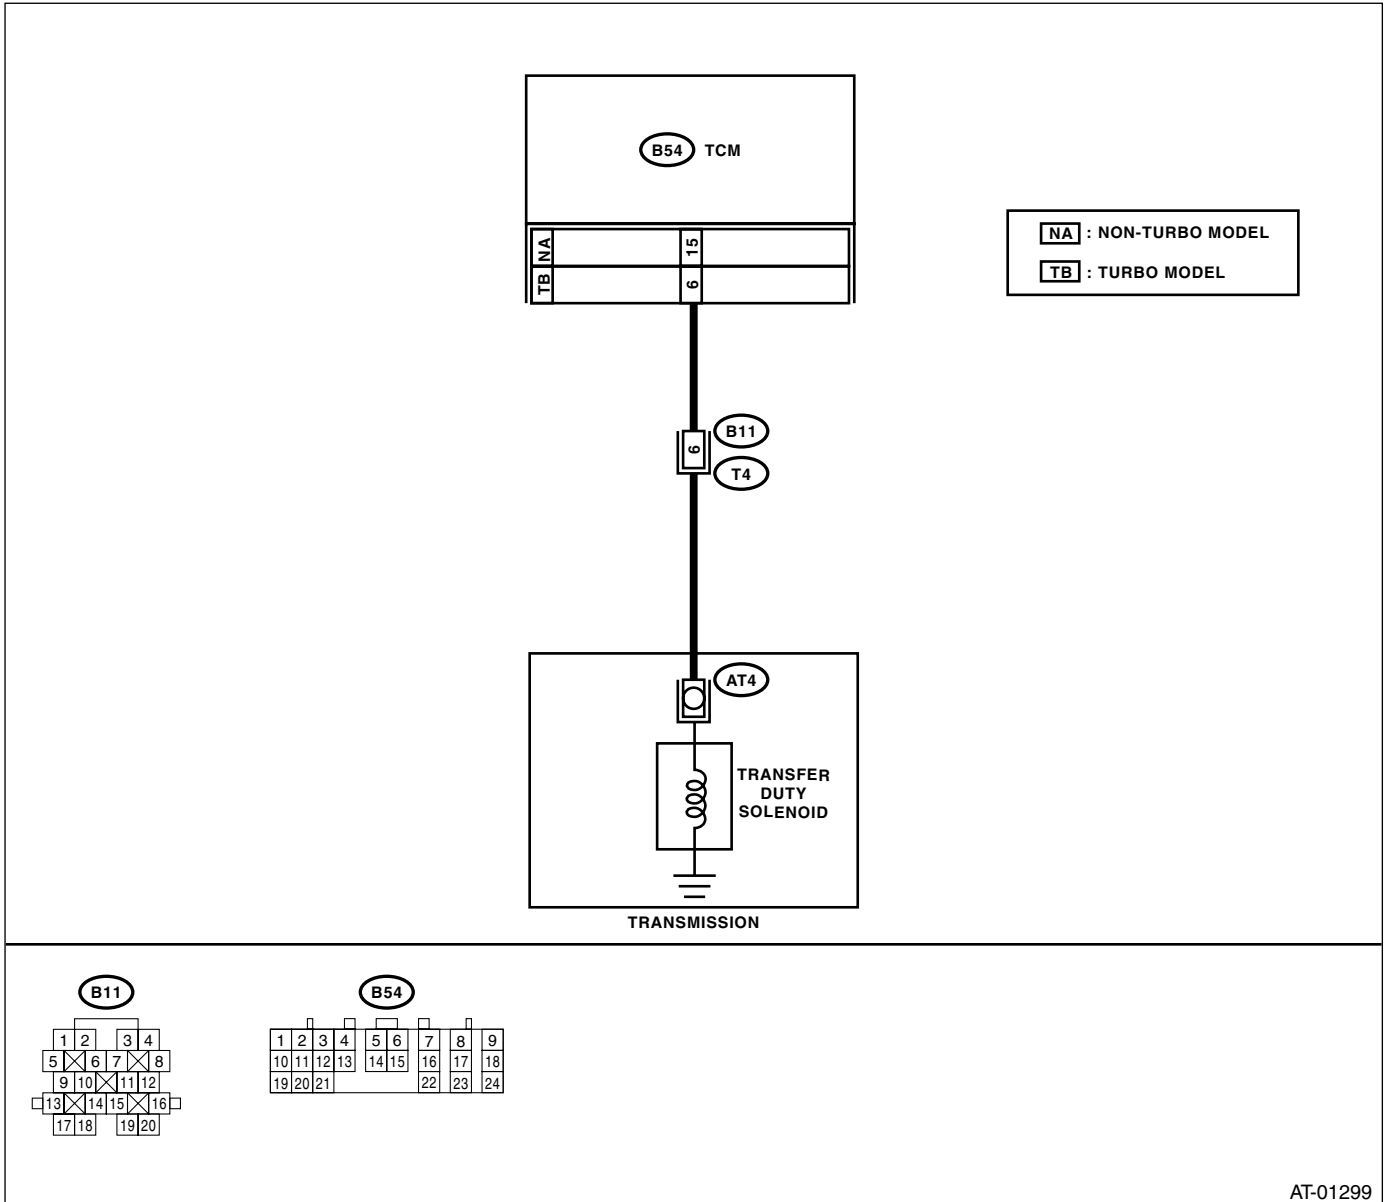 B54 TCM
NA 15
TB 6
NA : NON-TURBO MODEL
TB : TURBO MODEL
6
B11
T4
AT4
TRANSFER
DUTY
SOLENOID
TRANSMISSION
B11
1 2 3 4
5 6 7 8
9 10 11 12
13 14 15 16
17 18 19 20
B54
1 2 3 4 5 6 7 8 9
10 11 12 13 14 15 16 17 18
19 20 21 22 23 24
AT-01299